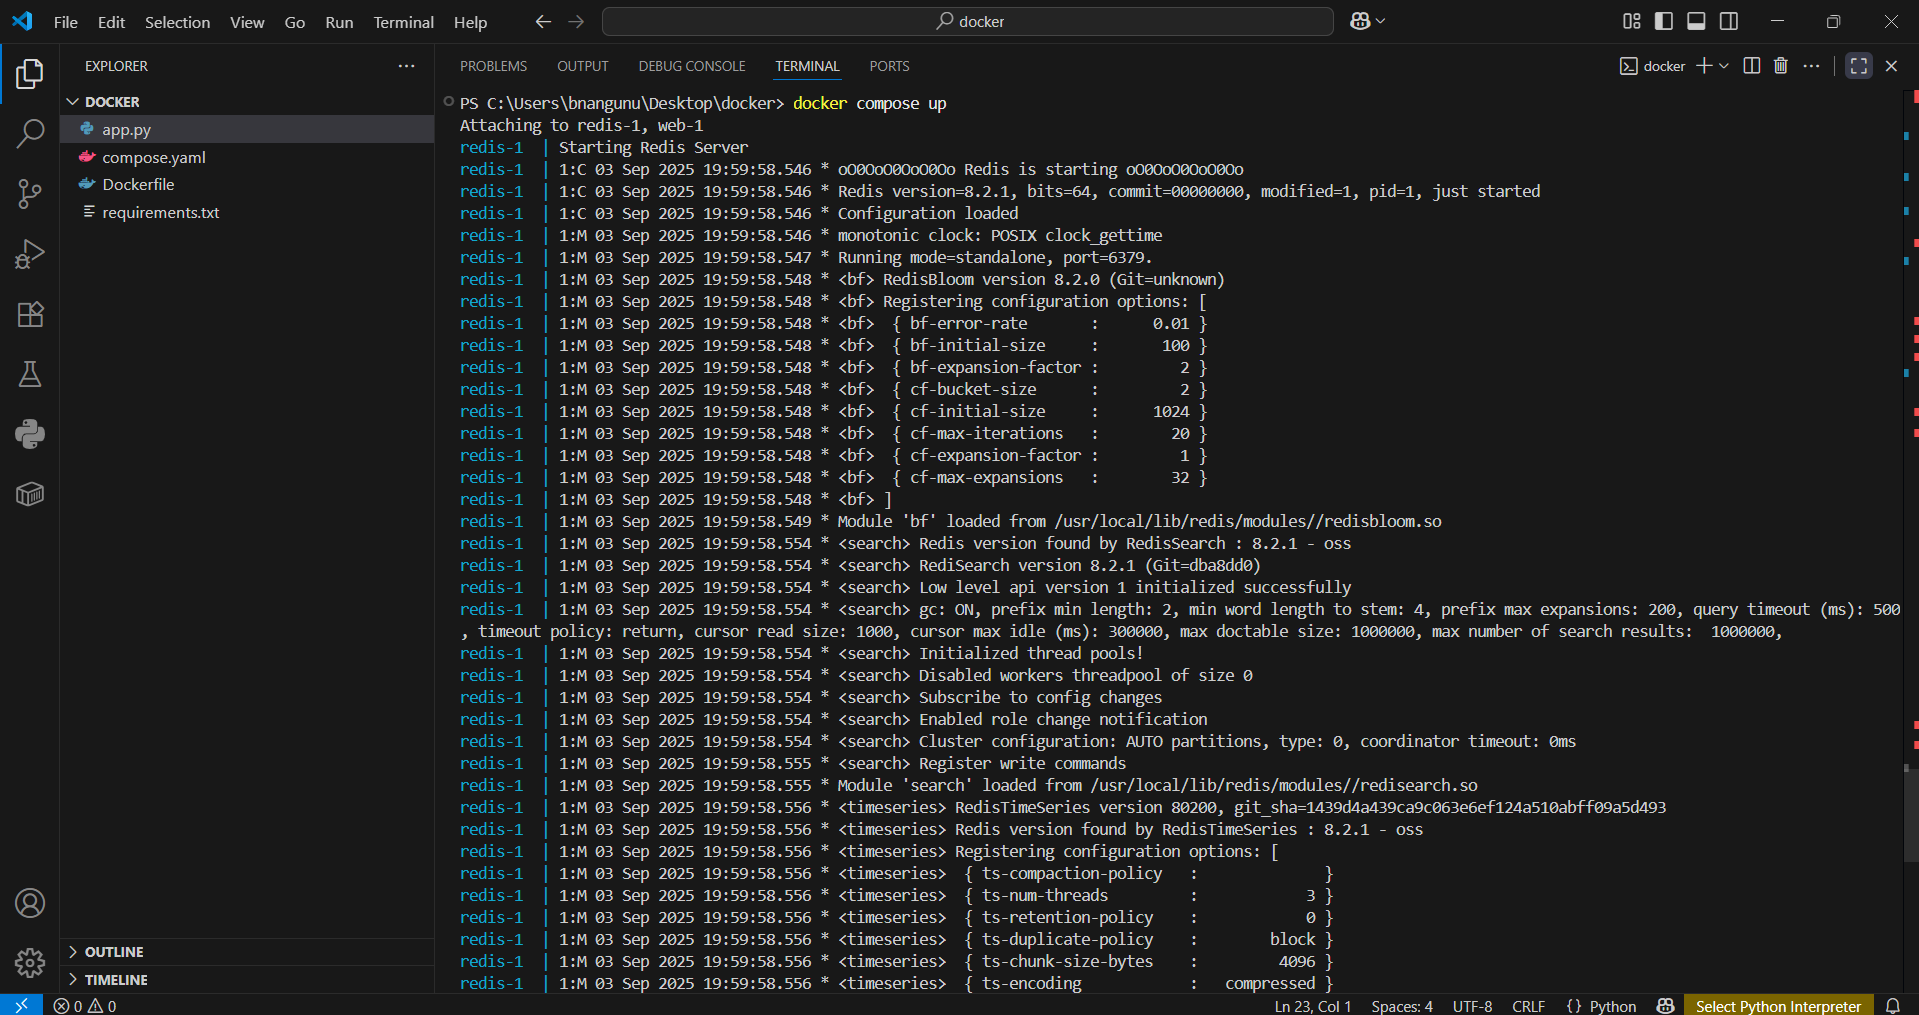 File Edit Selection View Go Run Terminal Help
docker
EXPLORER
DOCKER
app.py
compose.yaml
Dockerfile
requirements.txt
OUTLINE
TIMELINE
PROBLEMS OUTPUT DEBUG CONSOLE TERMINAL PORTS
docker
PS C:\Users\bnangunu\Desktop\docker> docker compose up
Attaching to redis-1, web-1
redis-1 | Starting Redis Server
redis-1 | 1:C 03 Sep 2025 19:59:58.546 * oO0OoO0OoO0Oo Redis is starting oO0OoO0OoO0Oo
redis-1 | 1:C 03 Sep 2025 19:59:58.546 * Redis version=8.2.1, bits=64, commit=00000000, modified=1, pid=1, just started
redis-1 | 1:C 03 Sep 2025 19:59:58.546 * Configuration loaded
redis-1 | 1:M 03 Sep 2025 19:59:58.546 * monotonic clock: POSIX clock_gettime
redis-1 | 1:M 03 Sep 2025 19:59:58.547 * Running mode=standalone, port=6379.
redis-1 | 1:M 03 Sep 2025 19:59:58.548 * <bf> RedisBloom version 8.2.0 (Git=unknown)
redis-1 | 1:M 03 Sep 2025 19:59:58.548 * <bf> Registering configuration options: [
redis-1 | 1:M 03 Sep 2025 19:59:58.548 * <bf> { bf-error-rate : 0.01 }
redis-1 | 1:M 03 Sep 2025 19:59:58.548 * <bf> { bf-initial-size : 100 }
redis-1 | 1:M 03 Sep 2025 19:59:58.548 * <bf> { bf-expansion-factor : 2 }
redis-1 | 1:M 03 Sep 2025 19:59:58.548 * <bf> { cf-bucket-size : 2 }
redis-1 | 1:M 03 Sep 2025 19:59:58.548 * <bf> { cf-initial-size : 1024 }
redis-1 | 1:M 03 Sep 2025 19:59:58.548 * <bf> { cf-max-iterations : 20 }
redis-1 | 1:M 03 Sep 2025 19:59:58.548 * <bf> { cf-expansion-factor : 1 }
redis-1 | 1:M 03 Sep 2025 19:59:58.548 * <bf> { cf-max-expansions : 32 }
redis-1 | 1:M 03 Sep 2025 19:59:58.548 * <bf> ]
redis-1 | 1:M 03 Sep 2025 19:59:58.549 * Module 'bf' loaded from /usr/local/lib/redis/modules//redisbloom.so
redis-1 | 1:M 03 Sep 2025 19:59:58.554 * <search> Redis version found by RedisSearch : 8.2.1 - oss
redis-1 | 1:M 03 Sep 2025 19:59:58.554 * <search> RediSearch version 8.2.1 (Git=dba8dd0)
redis-1 | 1:M 03 Sep 2025 19:59:58.554 * <search> Low level api version 1 initialized successfully
redis-1 | 1:M 03 Sep 2025 19:59:58.554 * <search> gc: ON, prefix min length: 2, min word length to stem: 4, prefix max expansions: 200, query timeout (ms): 500
, timeout policy: return, cursor read size: 1000, cursor max idle (ms): 300000, max doctable size: 1000000, max number of search results: 1000000,
redis-1 | 1:M 03 Sep 2025 19:59:58.554 * <search> Initialized thread pools!
redis-1 | 1:M 03 Sep 2025 19:59:58.554 * <search> Disabled workers threadpool of size 0
redis-1 | 1:M 03 Sep 2025 19:59:58.554 * <search> Subscribe to config changes
redis-1 | 1:M 03 Sep 2025 19:59:58.554 * <search> Enabled role change notification
redis-1 | 1:M 03 Sep 2025 19:59:58.554 * <search> Cluster configuration: AUTO partitions, type: 0, coordinator timeout: 0ms
redis-1 | 1:M 03 Sep 2025 19:59:58.555 * <search> Register write commands
redis-1 | 1:M 03 Sep 2025 19:59:58.555 * Module 'search' loaded from /usr/local/lib/redis/modules//redisearch.so
redis-1 | 1:M 03 Sep 2025 19:59:58.556 * <timeseries> RedisTimeSeries version 80200, git_sha=1439d4a439ca9c063e6ef124a510abff09a5d493
redis-1 | 1:M 03 Sep 2025 19:59:58.556 * <timeseries> Redis version found by RedisTimeSeries : 8.2.1 - oss
redis-1 | 1:M 03 Sep 2025 19:59:58.556 * <timeseries> Registering configuration options: [
redis-1 | 1:M 03 Sep 2025 19:59:58.556 * <timeseries> { ts-compaction-policy : }
redis-1 | 1:M 03 Sep 2025 19:59:58.556 * <timeseries> { ts-num-threads : 3 }
redis-1 | 1:M 03 Sep 2025 19:59:58.556 * <timeseries> { ts-retention-policy : 0 }
redis-1 | 1:M 03 Sep 2025 19:59:58.556 * <timeseries> { ts-duplicate-policy : block }
redis-1 | 1:M 03 Sep 2025 19:59:58.556 * <timeseries> { ts-chunk-size-bytes : 4096 }
redis-1 | 1:M 03 Sep 2025 19:59:58.556 * <timeseries> { ts-encoding : compressed }
0 0
Ln 23, Col 1 Spaces: 4 UTF-8 CRLF {} Python Select Python Interpreter